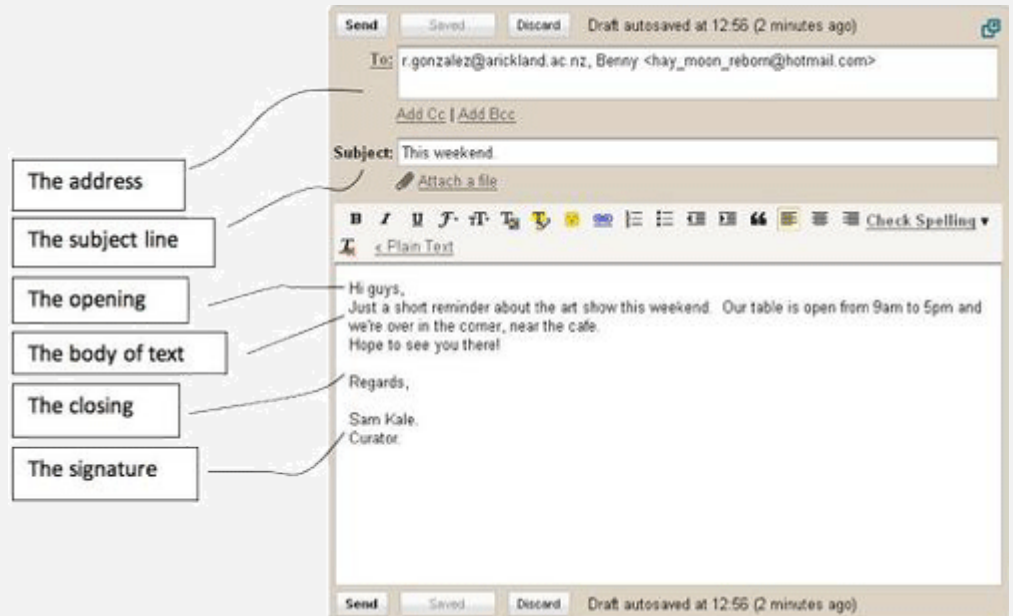 Send Saved Discard Draft autosaved at 12:56 (2 minutes ago)
To: r.gonzalez@arickland.ac.nz, Benny <hay_moon_reborn@hotmail.com>
Add Cc | Add Bcc
Subject: This weekend.
Attach a file
B I U Check Spelling ▾
« Plain Text
The address
The subject line
The opening
The body of text
The closing
The signature
Hi guys,
Just a short reminder about the art show this weekend. Our table is open from 9am to 5pm and
we're over in the corner, near the cafe.
Hope to see you there!
Regards,
Sam Kale.
Curator.
Send Saved Discard Draft autosaved at 12:56 (2 minutes ago)